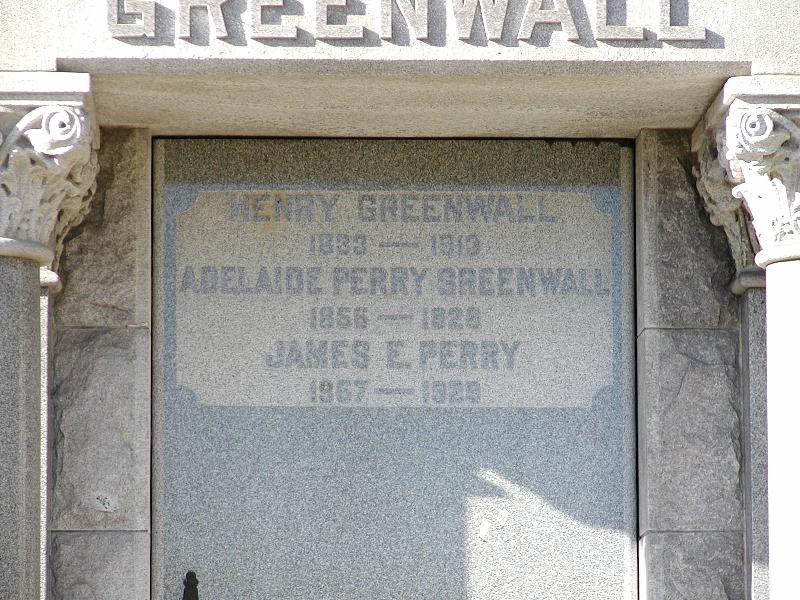 GREENWALL
HENRY GREENWALL
1833 — 1913
ADELAIDE PERRY GREENWALL
1856 — 1928
JAMES E. PERRY
1867 — 1929